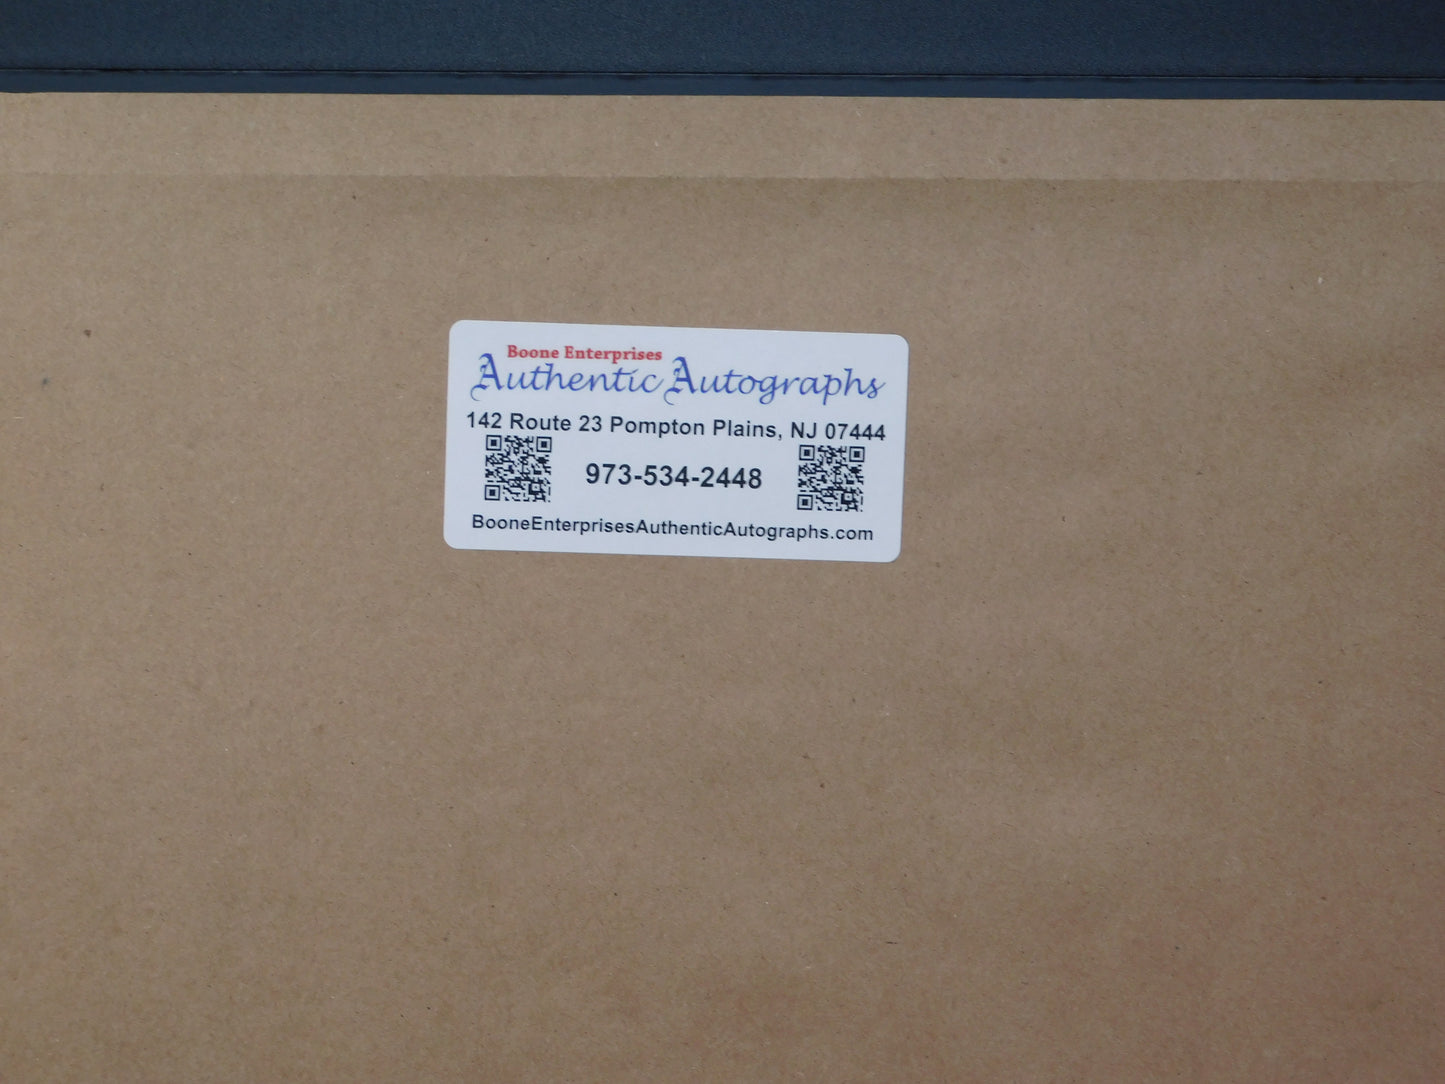 Boone Enterprises
Authentic Autographs
142 Route 23 Pompton Plains, NJ 07444
973-534-2448
BooneEnterprisesAuthenticAutographs.com